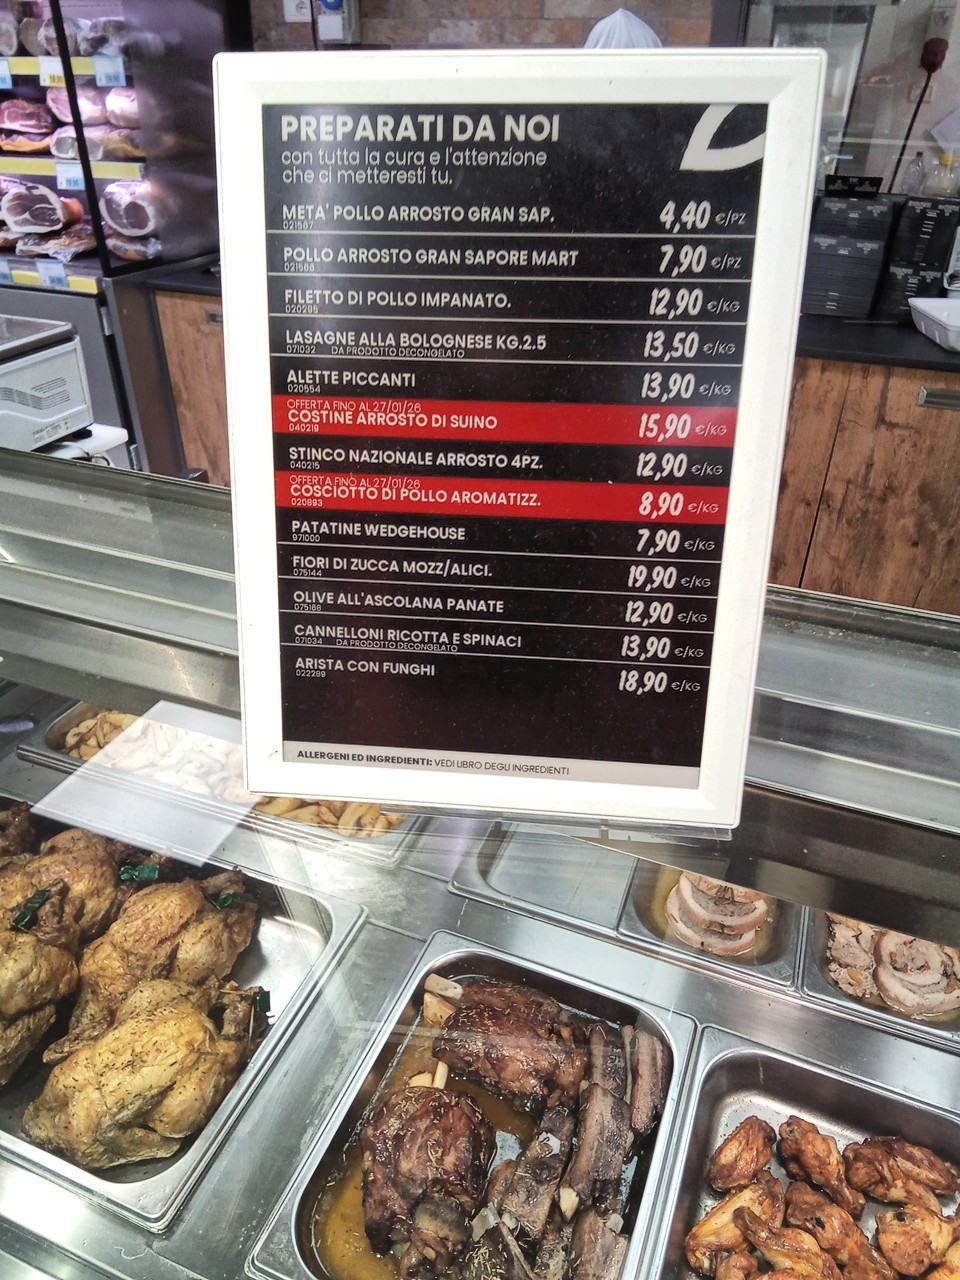 PREPARATI DA NOI
con tutta la cura e l'attenzione
che ci metteresti tu.
META' POLLO ARROSTO GRAN SAP. 4,40 €/PZ
021567
POLLO ARROSTO GRAN SAPORE MART 7,90 €/PZ
021566
FILETTO DI POLLO IMPANATO. 12,90 €/KG
020295
LASAGNE ALLA BOLOGNESE KG.2.5 13,50 €/KG
071032 DA PRODOTTO DECONGELATO
ALETTE PICCANTI 13,90 €/KG
020554
OFFERTA FINO AL 27/01/26
COSTINE ARROSTO DI SUINO 15,90 €/KG
040219
STINCO NAZIONALE ARROSTO 4PZ. 12,90 €/KG
040215
OFFERTA FINO AL 27/01/26
COSCIOTTO DI POLLO AROMATIZZ. 8,90 €/KG
020893
PATATINE WEDGEHOUSE 7,90 €/KG
971000
FIORI DI ZUCCA MOZZ/ALICI. 19,90 €/KG
075144
OLIVE ALL'ASCOLANA PANATE 12,90 €/KG
075168
CANNELLONI RICOTTA E SPINACI 13,90 €/KG
071034 DA PRODOTTO DECONGELATO
ARISTA CON FUNGHI 18,90 €/KG
022289
ALLERGENI ED INGREDIENTI: VEDI LIBRO DEGLI INGREDIENTI